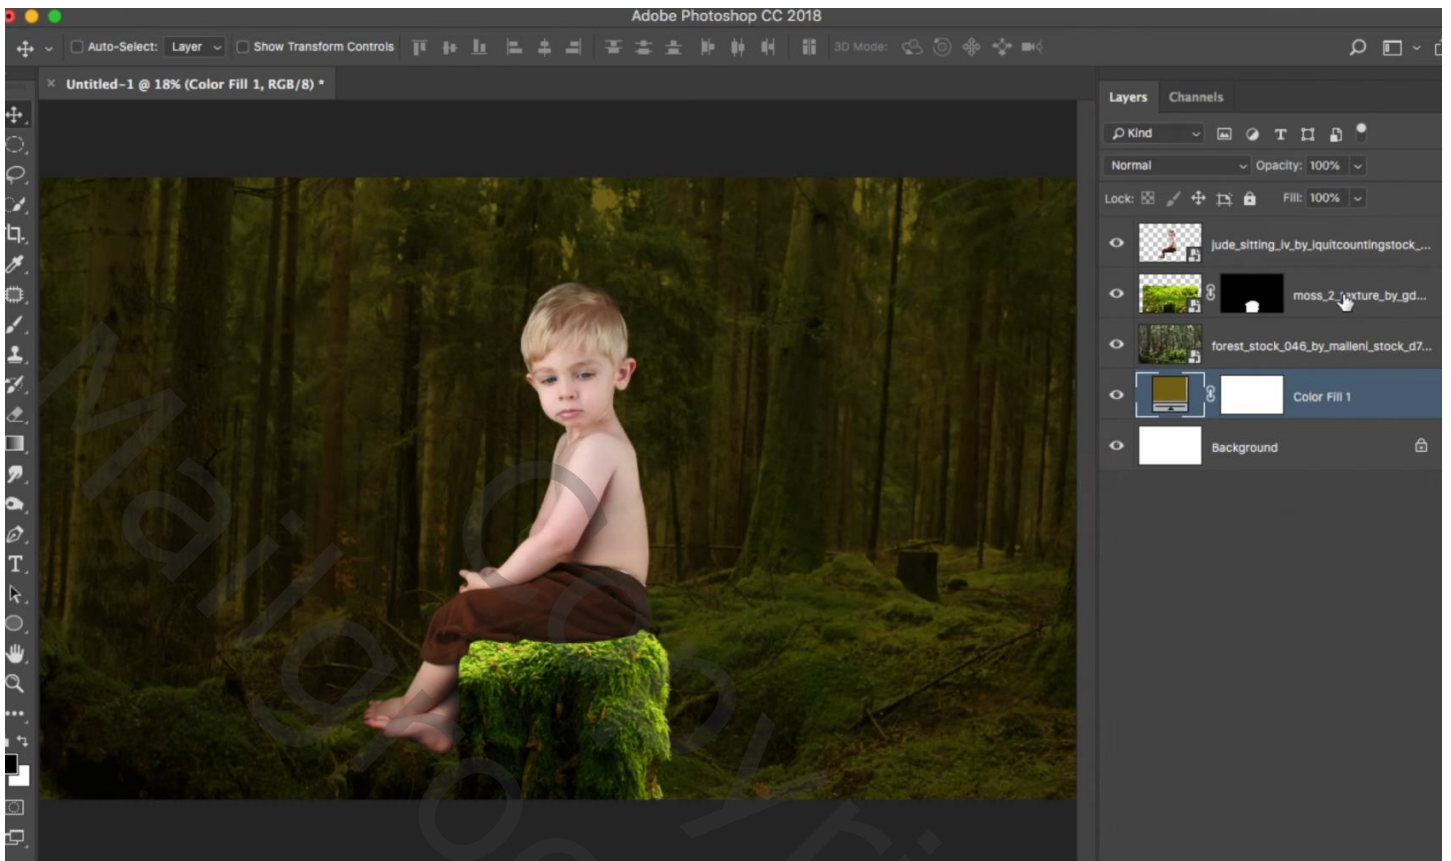 Adobe Photoshop CC 2018
Auto-Select: Layer Show Transform Controls 3D Mode:
× Untitled-1 @ 18% (Color Fill 1, RGB/8) *
Layers Channels
Kind
Normal Opacity: 100%
Lock: Fill: 100%
jude_sitting_iv_by_iquitcountingstock_...
moss_2_texture_by_gd...
forest_stock_046_by_malleni_stock_d7...
Color Fill 1
Background